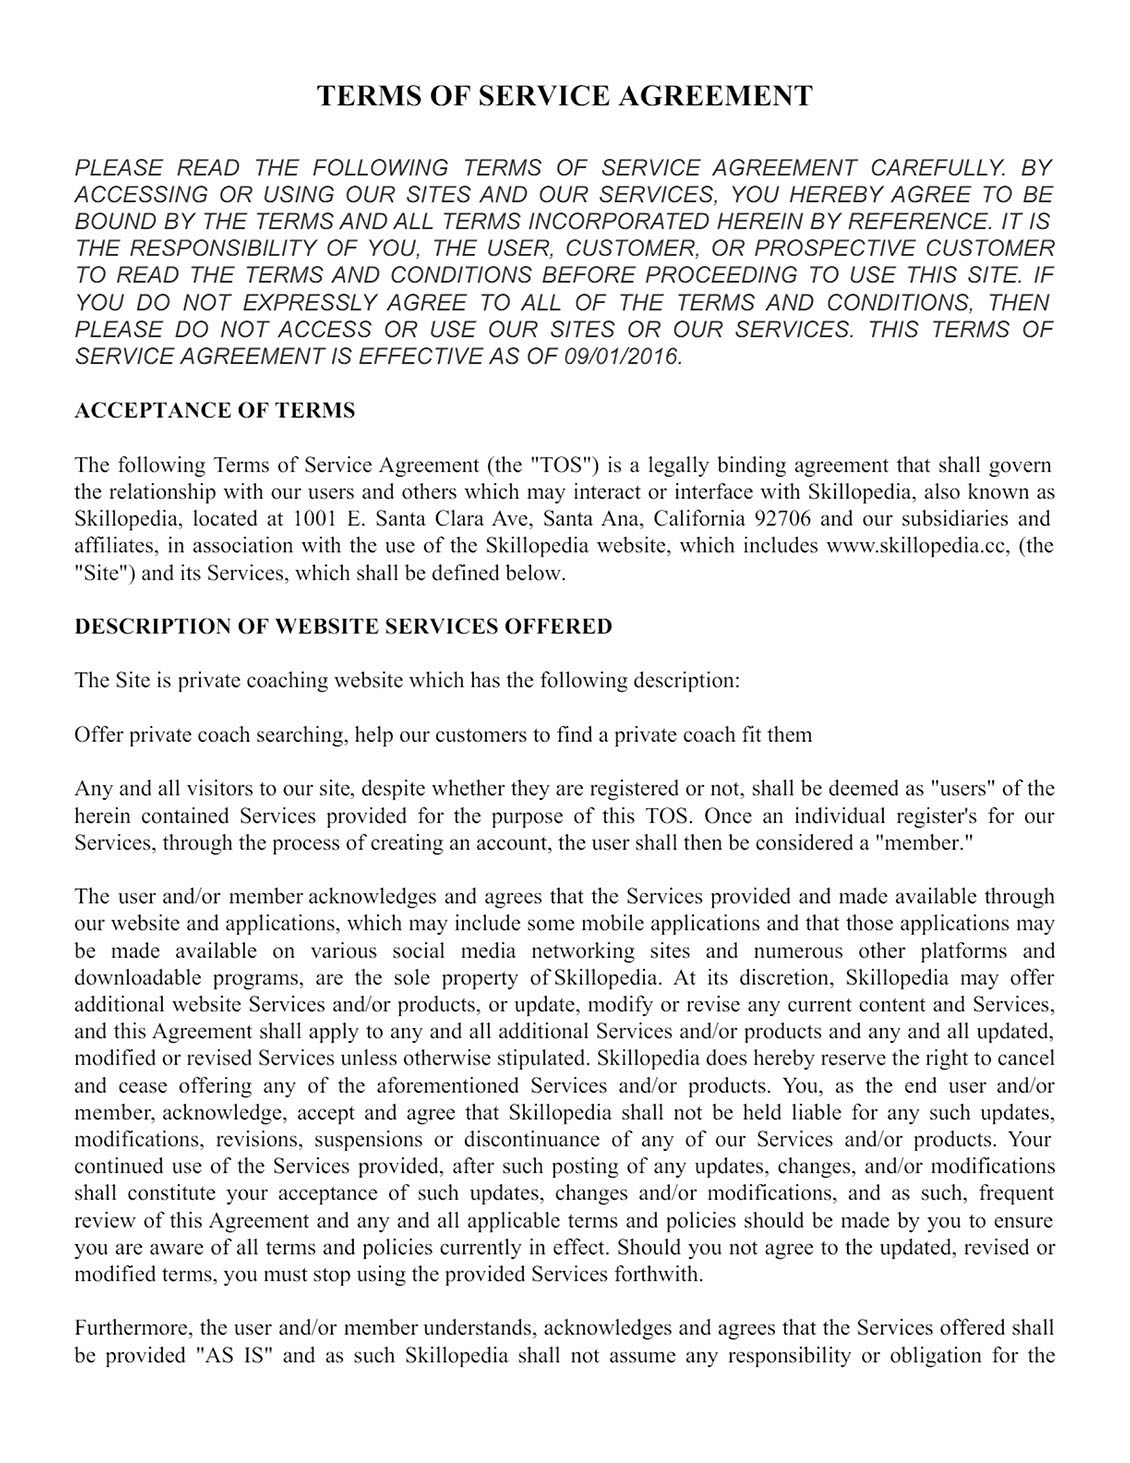 TERMS OF SERVICE AGREEMENT
PLEASE READ THE FOLLOWING TERMS OF SERVICE AGREEMENT CAREFULLY. BY
ACCESSING OR USING OUR SITES AND OUR SERVICES, YOU HEREBY AGREE TO BE
BOUND BY THE TERMS AND ALL TERMS INCORPORATED HEREIN BY REFERENCE. IT IS
THE RESPONSIBILITY OF YOU, THE USER, CUSTOMER, OR PROSPECTIVE CUSTOMER
TO READ THE TERMS AND CONDITIONS BEFORE PROCEEDING TO USE THIS SITE. IF
YOU DO NOT EXPRESSLY AGREE TO ALL OF THE TERMS AND CONDITIONS, THEN
PLEASE DO NOT ACCESS OR USE OUR SITES OR OUR SERVICES. THIS TERMS OF
SERVICE AGREEMENT IS EFFECTIVE AS OF 09/01/2016.
ACCEPTANCE OF TERMS
The following Terms of Service Agreement (the "TOS") is a legally binding agreement that shall govern
the relationship with our users and others which may interact or interface with Skillopedia, also known as
Skillopedia, located at 1001 E. Santa Clara Ave, Santa Ana, California 92706 and our subsidiaries and
affiliates, in association with the use of the Skillopedia website, which includes www.skillopedia.cc, (the
"Site") and its Services, which shall be defined below.
DESCRIPTION OF WEBSITE SERVICES OFFERED
The Site is private coaching website which has the following description:
Offer private coach searching, help our customers to find a private coach fit them
Any and all visitors to our site, despite whether they are registered or not, shall be deemed as "users" of the
herein contained Services provided for the purpose of this TOS. Once an individual register's for our
Services, through the process of creating an account, the user shall then be considered a "member."
The user and/or member acknowledges and agrees that the Services provided and made available through
our website and applications, which may include some mobile applications and that those applications may
be made available on various social media networking sites and numerous other platforms and
downloadable programs, are the sole property of Skillopedia. At its discretion, Skillopedia may offer
additional website Services and/or products, or update, modify or revise any current content and Services,
and this Agreement shall apply to any and all additional Services and/or products and any and all updated,
modified or revised Services unless otherwise stipulated. Skillopedia does hereby reserve the right to cancel
and cease offering any of the aforementioned Services and/or products. You, as the end user and/or
member, acknowledge, accept and agree that Skillopedia shall not be held liable for any such updates,
modifications, revisions, suspensions or discontinuance of any of our Services and/or products. Your
continued use of the Services provided, after such posting of any updates, changes, and/or modifications
shall constitute your acceptance of such updates, changes and/or modifications, and as such, frequent
review of this Agreement and any and all applicable terms and policies should be made by you to ensure
you are aware of all terms and policies currently in effect. Should you not agree to the updated, revised or
modified terms, you must stop using the provided Services forthwith.
Furthermore, the user and/or member understands, acknowledges and agrees that the Services offered shall
be provided "AS IS" and as such Skillopedia shall not assume any responsibility or obligation for the